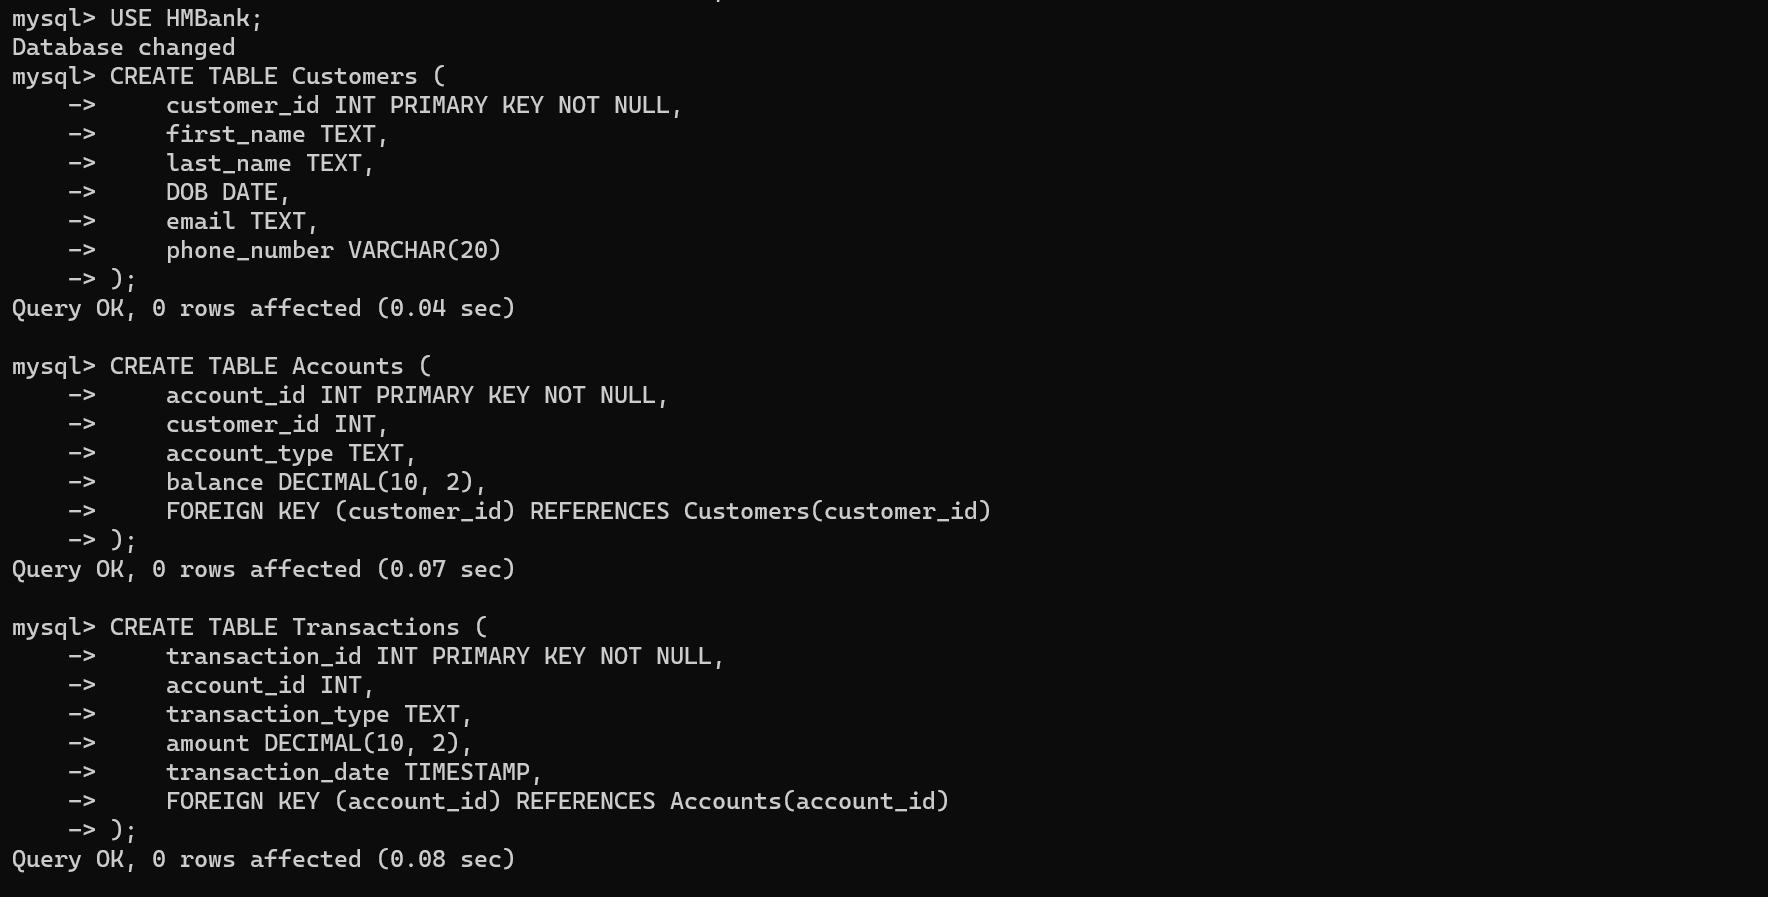 mysql> USE HMBank;
Database changed
mysql> CREATE TABLE Customers (
    ->     customer_id INT PRIMARY KEY NOT NULL,
    ->     first_name TEXT,
    ->     last_name TEXT,
    ->     DOB DATE,
    ->     email TEXT,
    ->     phone_number VARCHAR(20)
    -> );
Query OK, 0 rows affected (0.04 sec)

mysql> CREATE TABLE Accounts (
    ->     account_id INT PRIMARY KEY NOT NULL,
    ->     customer_id INT,
    ->     account_type TEXT,
    ->     balance DECIMAL(10, 2),
    ->     FOREIGN KEY (customer_id) REFERENCES Customers(customer_id)
    -> );
Query OK, 0 rows affected (0.07 sec)

mysql> CREATE TABLE Transactions (
    ->     transaction_id INT PRIMARY KEY NOT NULL,
    ->     account_id INT,
    ->     transaction_type TEXT,
    ->     amount DECIMAL(10, 2),
    ->     transaction_date TIMESTAMP,
    ->     FOREIGN KEY (account_id) REFERENCES Accounts(account_id)
    -> );
Query OK, 0 rows affected (0.08 sec)